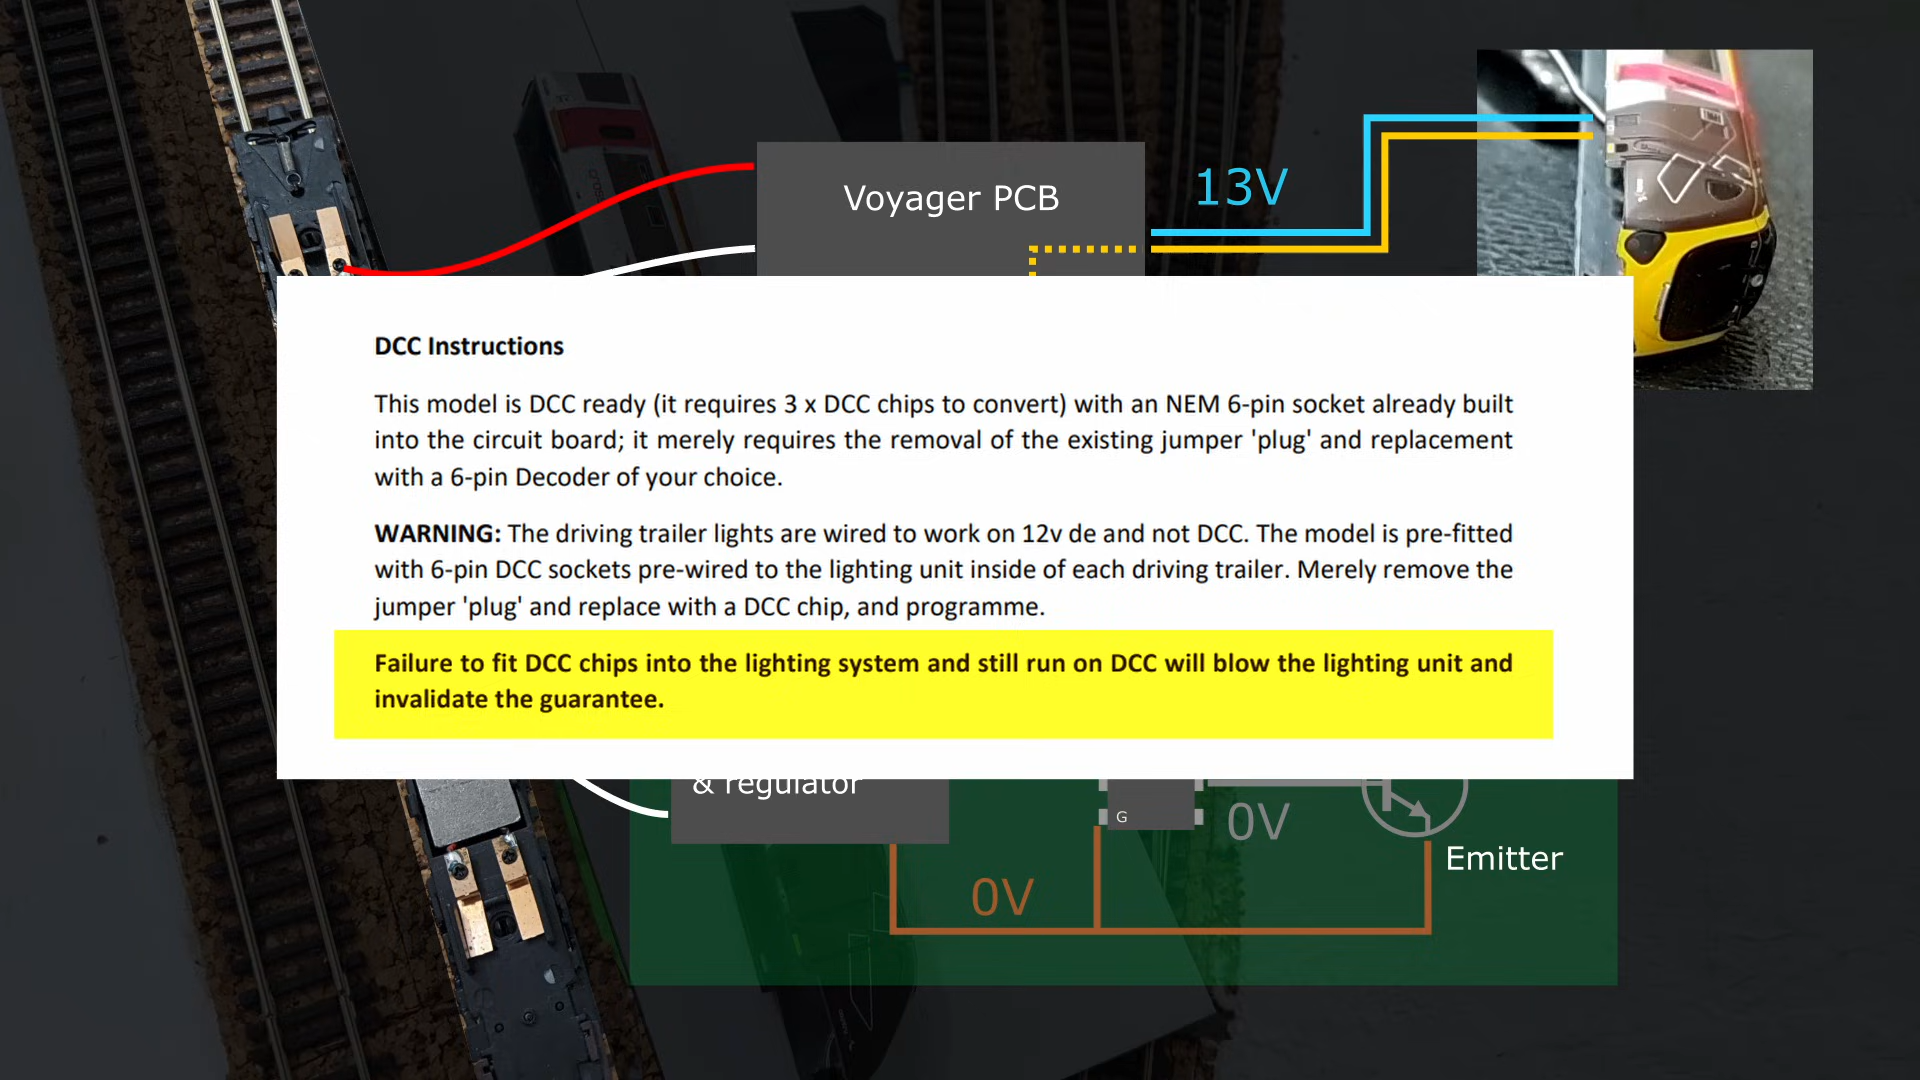 Voyager PCB
13V
DCC Instructions
This model is DCC ready (it requires 3 x DCC chips to convert) with an NEM 6-pin socket already built
into the circuit board; it merely requires the removal of the existing jumper 'plug' and replacement
with a 6-pin Decoder of your choice.
WARNING: The driving trailer lights are wired to work on 12v de and not DCC. The model is pre-fitted
with 6-pin DCC sockets pre-wired to the lighting unit inside of each driving trailer. Merely remove the
jumper 'plug' and replace with a DCC chip, and programme.
Failure to fit DCC chips into the lighting system and still run on DCC will blow the lighting unit and
invalidate the guarantee.
& regulator
G
0V
Emitter
0V